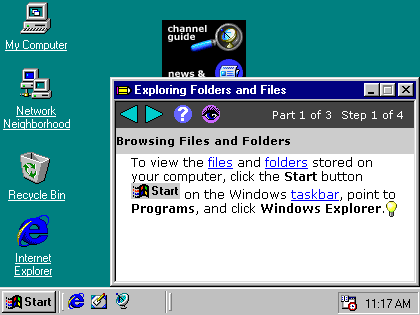 channel
guide
news &
My Computer
Network
Neighborhood
Recycle Bin
Internet
Explorer
Exploring Folders and Files
Part 1 of 3 Step 1 of 4
Browsing Files and Folders
To view the files and folders stored on
your computer, click the Start button
Start on the Windows taskbar, point to
Programs, and click Windows Explorer.
Start
11:17 AM